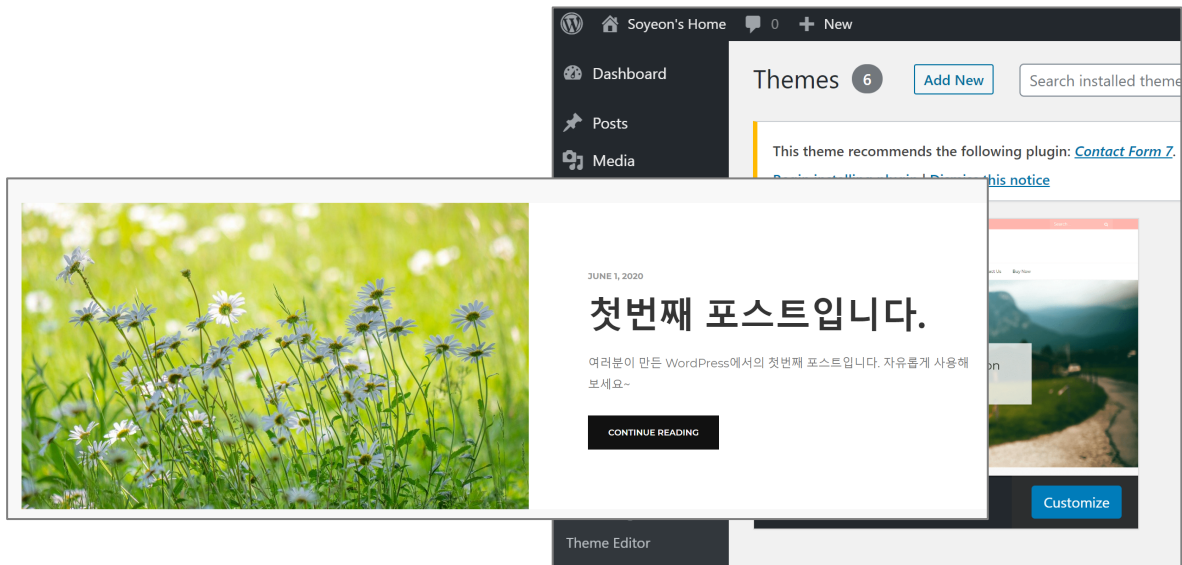 Soyeon's Home 0 New
Dashboard
Posts
Media
Themes 6 Add New Search installed theme
This theme recommends the following plugin: Contact Form 7.
this notice
Buy Now
on
JUNE 1, 2020
첫번째 포스트입니다.
여러분이 만든 WordPress에서의 첫번째 포스트입니다. 자유롭게 사용해
보세요~
CONTINUE READING
Customize
Theme Editor